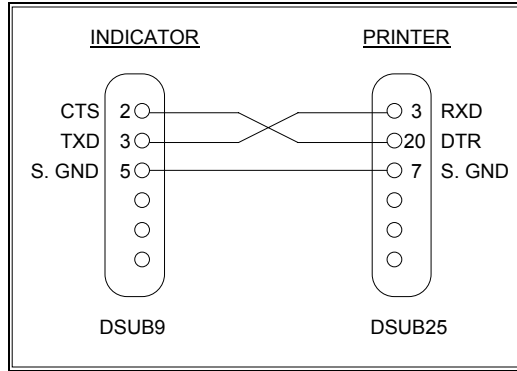 INDICATOR PRINTER
CTS 2 3 RXD
TXD 3 20 DTR
S. GND 5 7 S. GND
DSUB9 DSUB25